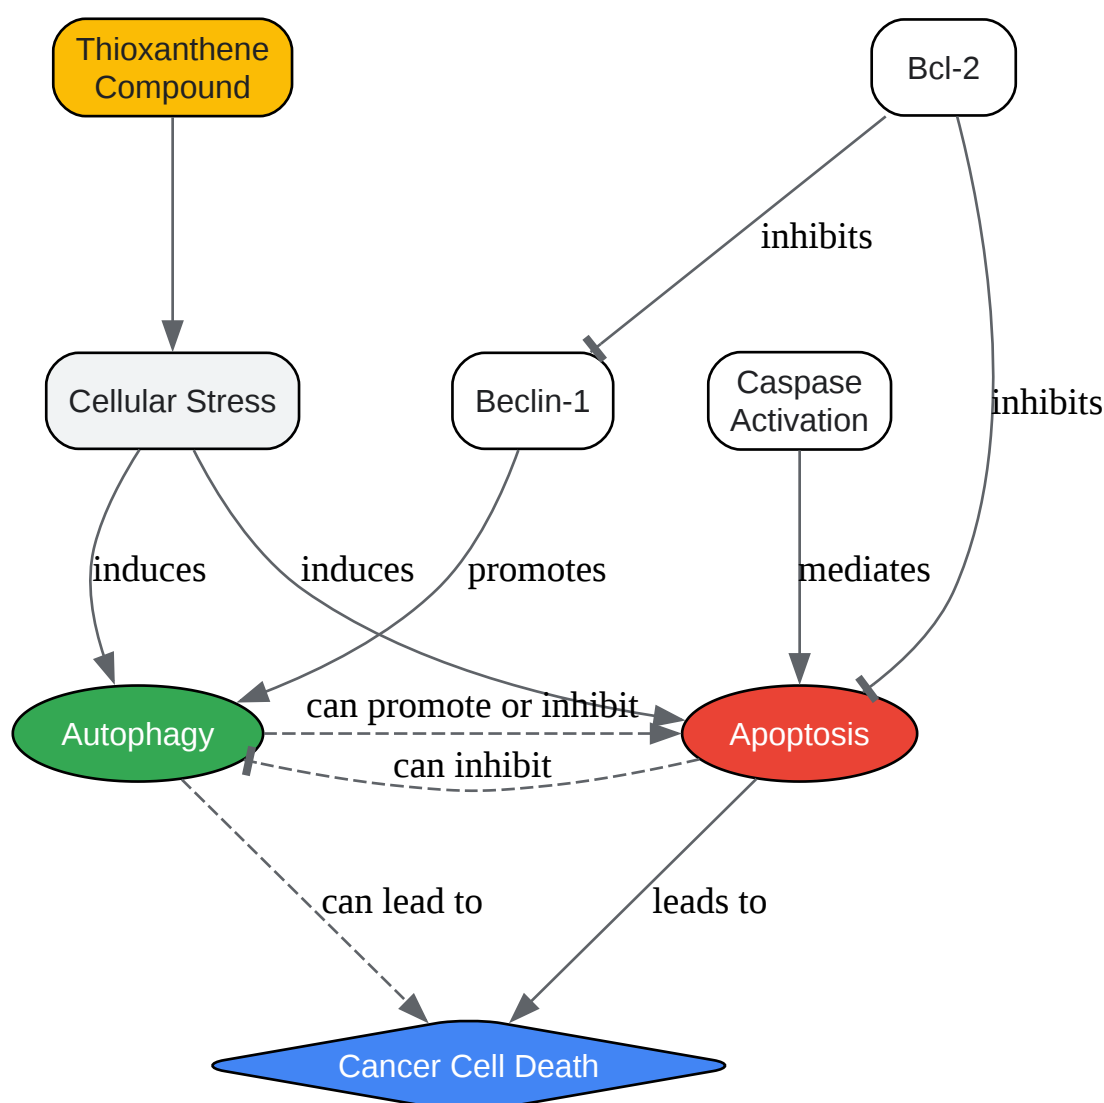 Thioxanthene
Compound
Bcl-2
inhibits
Cellular Stress
Beclin-1
Caspase
Activation
inhibits
induces
induces
promotes
mediates
can promote or inhibit
Autophagy
Apoptosis
can inhibit
can lead to
leads to
Cancer Cell Death